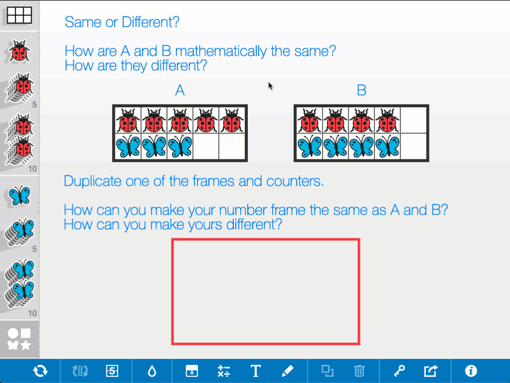 Same or Different?
How are A and B mathematically the same?
How are they different?
A B
5
10
Duplicate one of the frames and counters.
How can you make your number frame the same as A and B?
How can you make yours different?
5
10
5
T
i